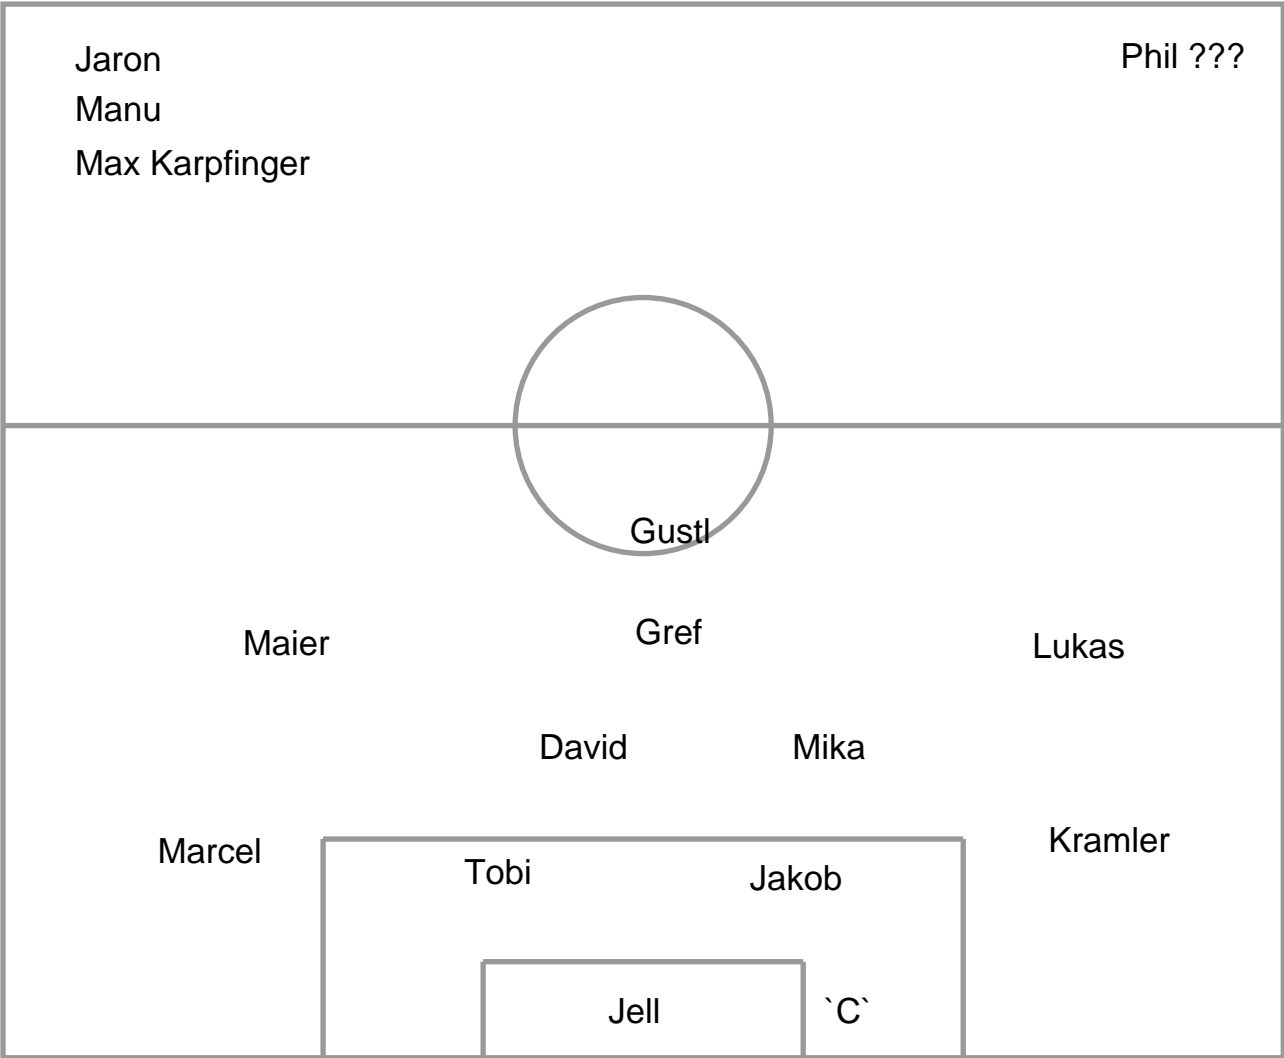 Jaron
Phil ???
Manu
Max Karpfinger
Gustl
Maier
Gref
Lukas
David
Mika
Marcel
Tobi
Jakob
Kramler
Jell
`C`